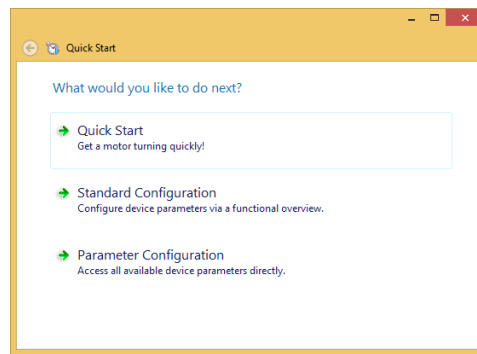 Quick Start
What would you like to do next?
Quick Start
Get a motor turning quickly!
Standard Configuration
Configure device parameters via a functional overview.
Parameter Configuration
Access all available device parameters directly.